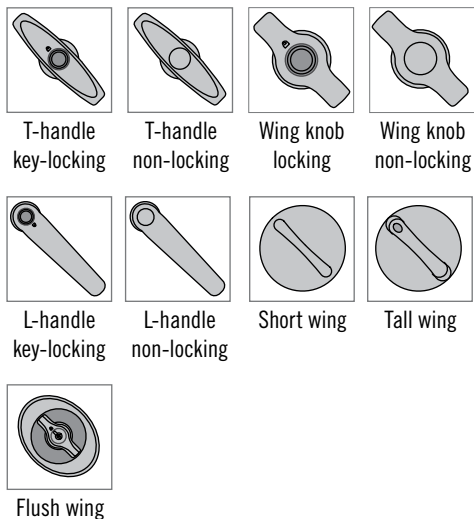 T-handle
key-locking
T-handle
non-locking
Wing knob
locking
Wing knob
non-locking
L-handle
key-locking
L-handle
non-locking
Short wing
Tall wing
Flush wing